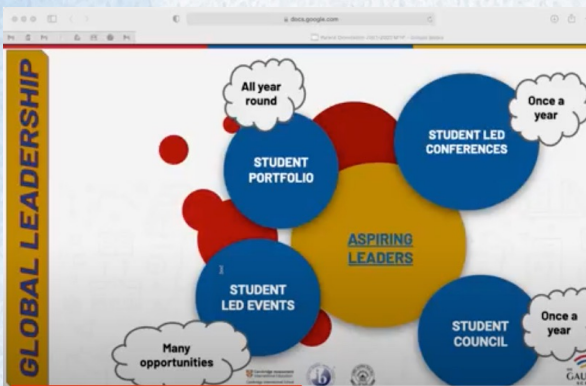 docs.google.com
GLOBAL LEADERSHIP
All year
round
STUDENT
PORTFOLIO
STUDENT LED
CONFERENCES
Once a
year
ASPIRING
LEADERS
STUDENT
LED EVENTS
Many
opportunities
STUDENT
COUNCIL
Once a
year